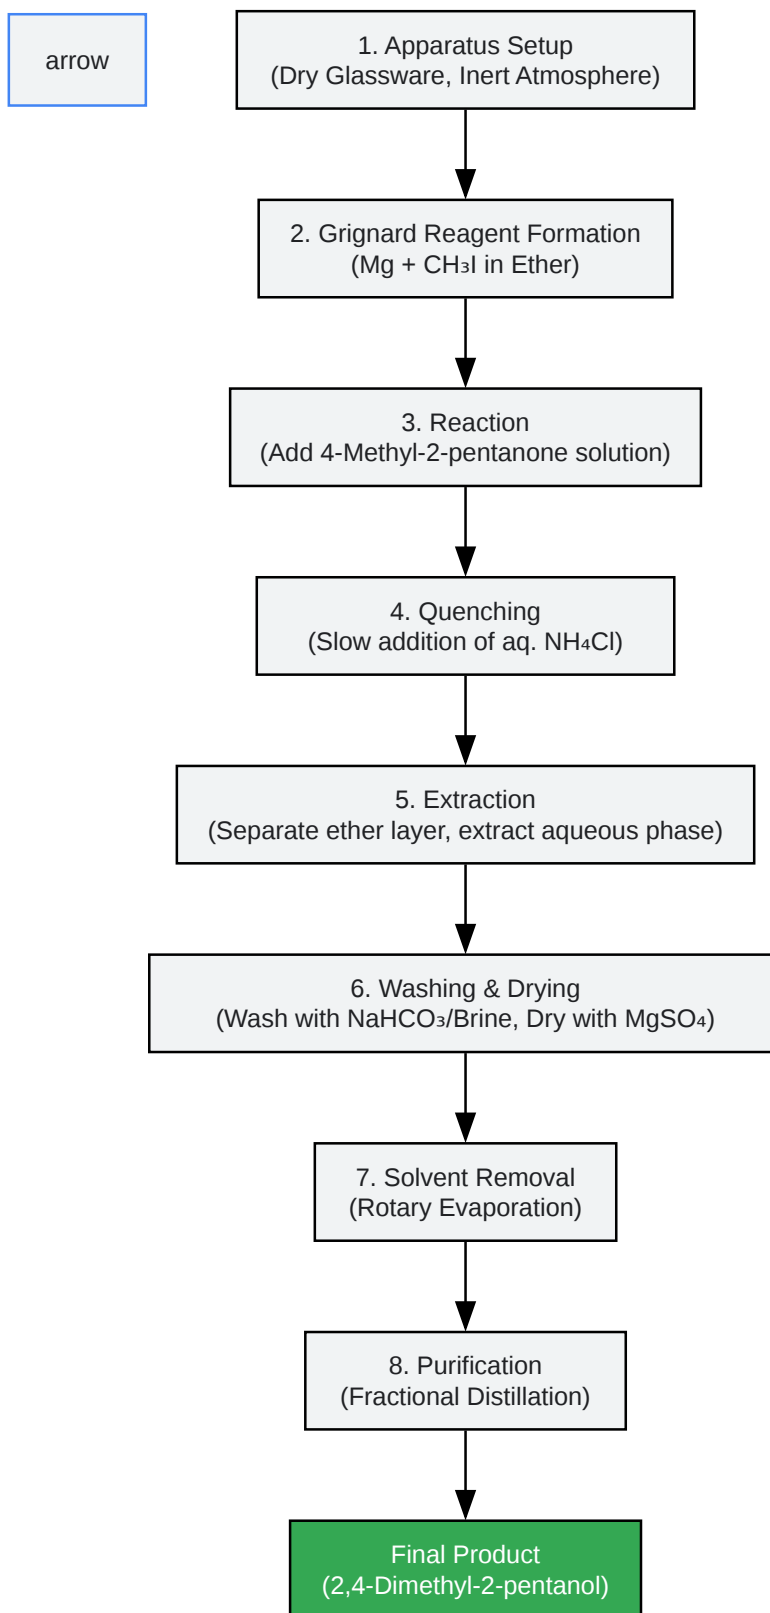 arrow
1. Apparatus Setup
(Dry Glassware, Inert Atmosphere)
2. Grignard Reagent Formation
(Mg + CH₃I in Ether)
3. Reaction
(Add 4-Methyl-2-pentanone solution)
4. Quenching
(Slow addition of aq. NH₄Cl)
5. Extraction
(Separate ether layer, extract aqueous phase)
6. Washing & Drying
(Wash with NaHCO₃/Brine, Dry with MgSO₄)
7. Solvent Removal
(Rotary Evaporation)
8. Purification
(Fractional Distillation)
Final Product
(2,4-Dimethyl-2-pentanol)